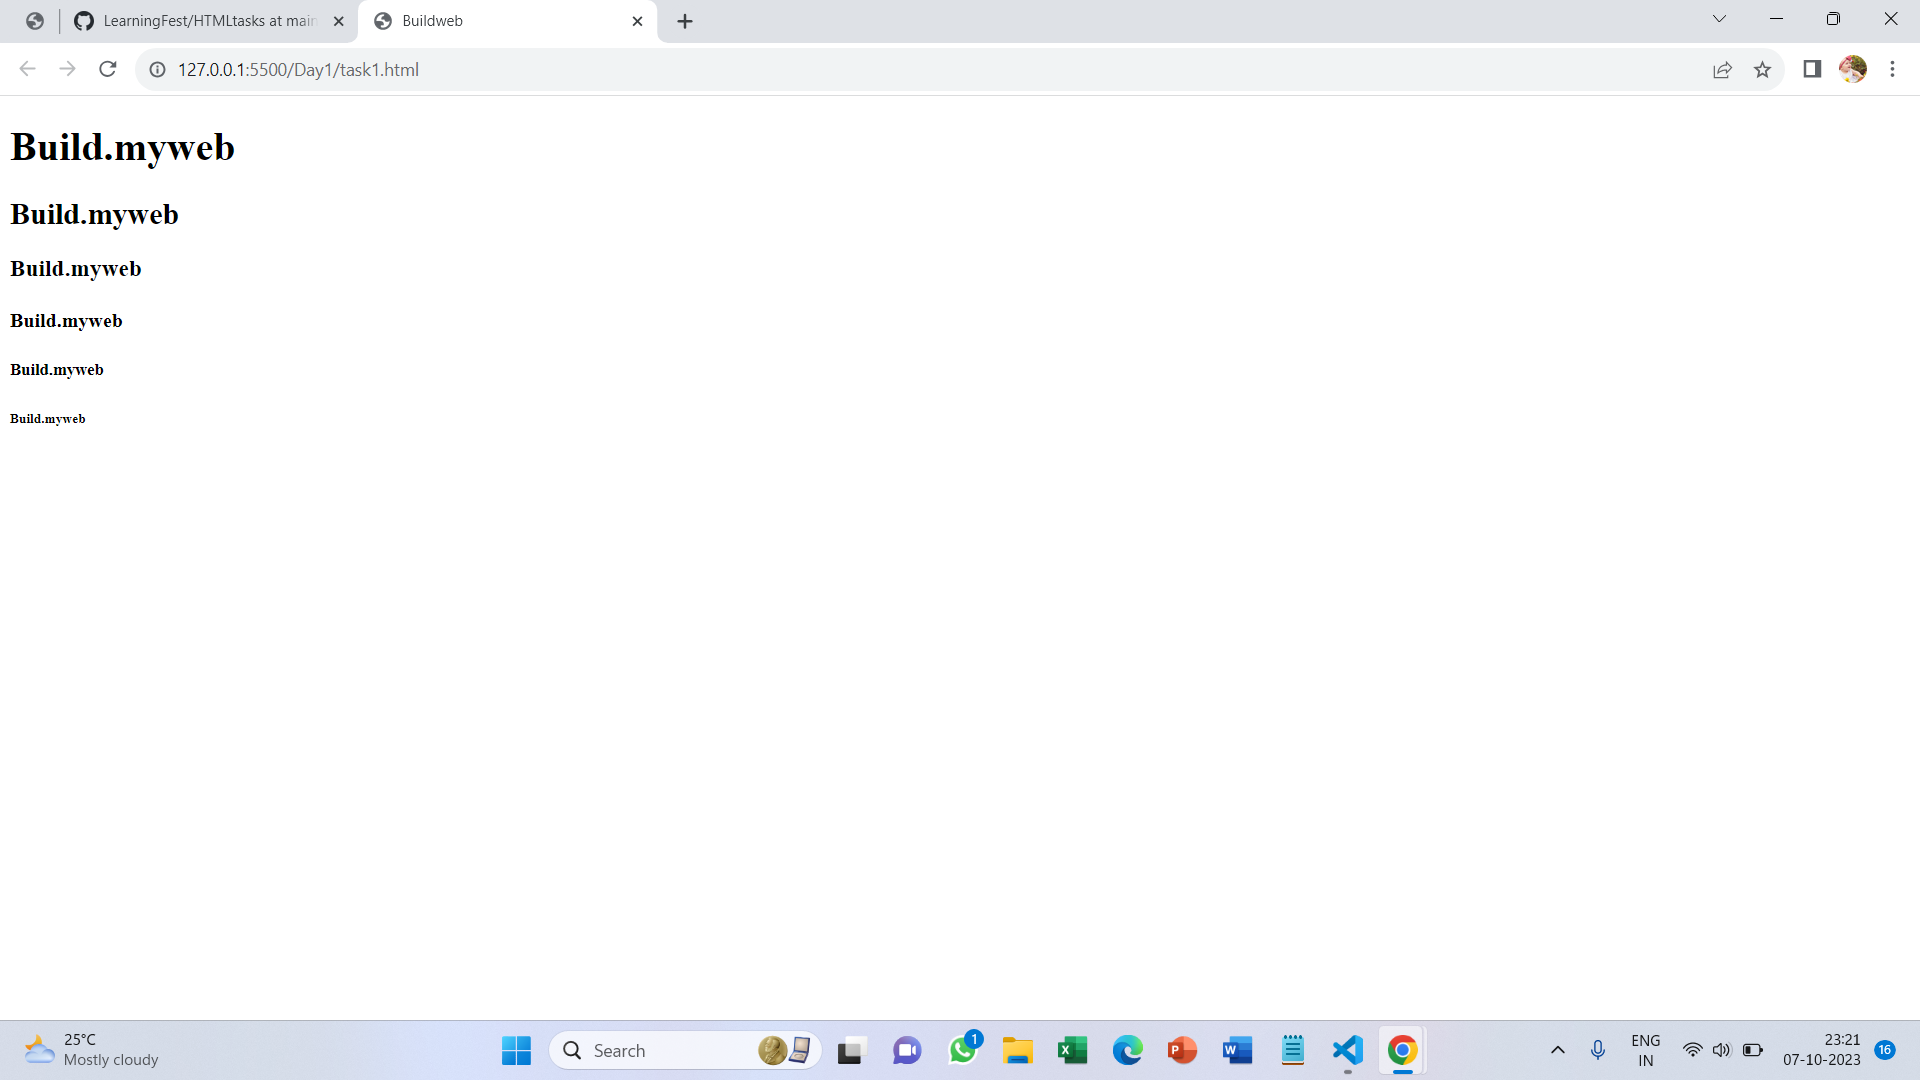 LearningFest/HTMLtasks at main
Buildweb
127.0.0.1:5500/Day1/task1.html
Build.myweb
Build.myweb
Build.myweb
Build.myweb
Build.myweb
Build.myweb
25°C
Mostly cloudy
Search
1
ENG
IN
23:21
07-10-2023
16